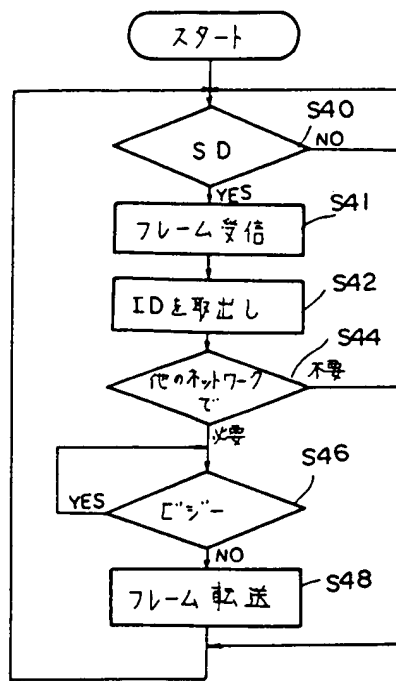 スタート
S40
SD
NO
YES
S41
フレーム受信
S42
IDを取出し
S44
他のネットワーク
で
不要
必要
S46
YES
ビジー
NO
S48
フレーム転送